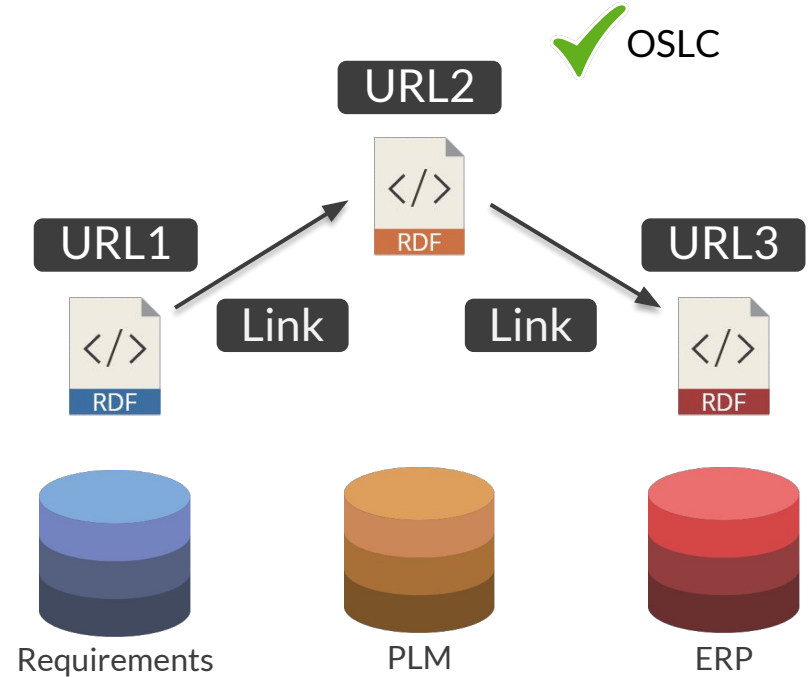 OSLC
URL2
</>
RDF
URL1
URL3
Link
Link
</>
RDF
</>
RDF
Requirements
PLM
ERP